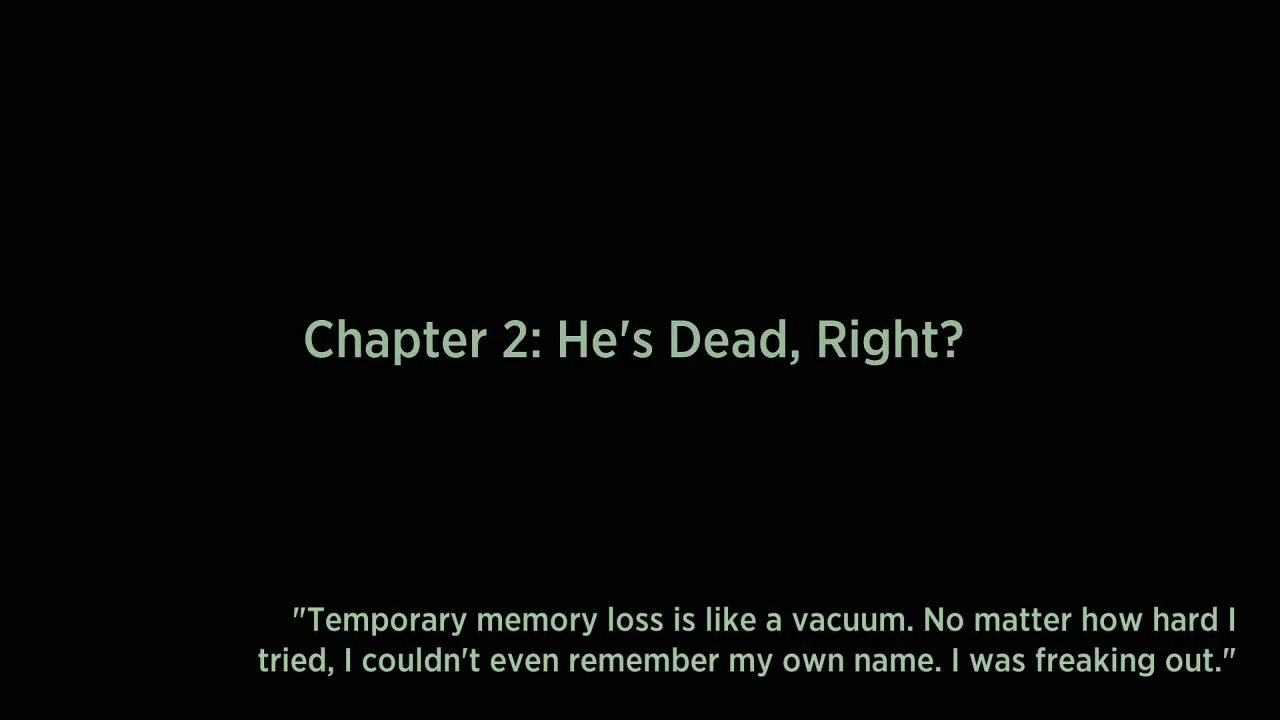 Chapter 2: He's Dead, Right?
"Temporary memory loss is like a vacuum. No matter how hard I
tried, I couldn't even remember my own name. I was freaking out."